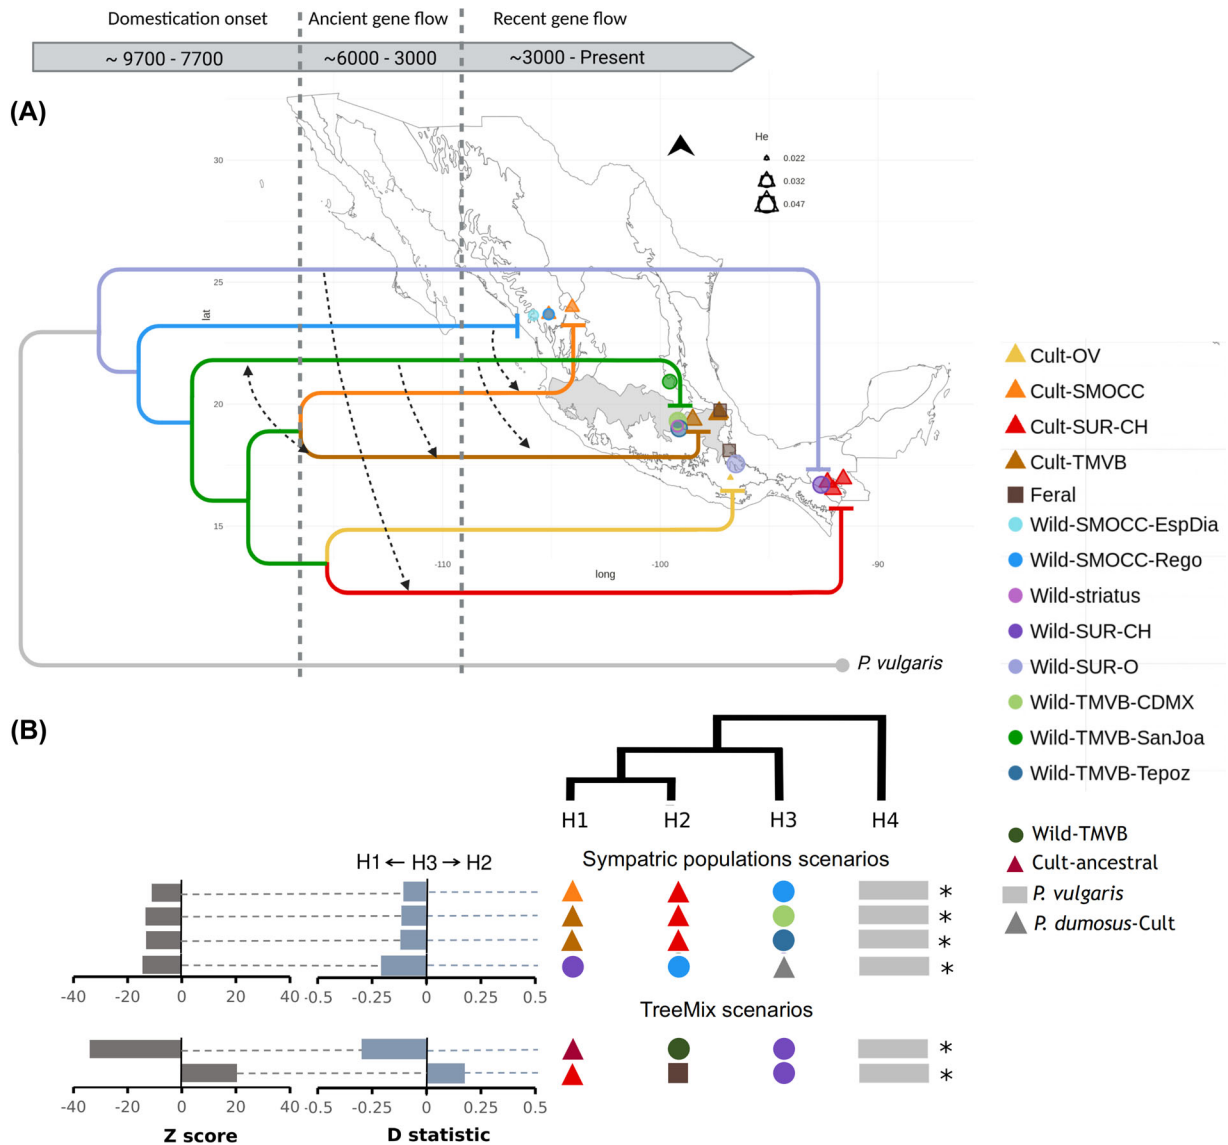 Domestication onset Ancient gene flow Recent gene flow
~ 9700 - 7700 ~6000 - 3000 ~3000 - Present
(A)
He
0.022
0.032
0.047
30
25
lat
20
15
-110 -100 -90
long
P. vulgaris
Cult-OV
Cult-SMOCC
Cult-SUR-CH
Cult-TMVB
Feral
Wild-SMOCC-EspDia
Wild-SMOCC-Rego
Wild-striatus
Wild-SUR-CH
Wild-SUR-O
Wild-TMVB-CDMX
Wild-TMVB-SanJoa
Wild-TMVB-Tepoz
Wild-TMVB
Cult-ancestral
P. vulgaris
P. dumosus-Cult
(B)
H1 H2 H3 H4
H1 ← H3 → H2
Sympatric populations scenarios
*
*
*
*
-40 -20 0 20 40 -0.5 -0.25 0 0.25 0.5
TreeMix scenarios
*
*
-40 -20 0 20 40 -0.5 -0.25 0 0.25 0.5
Z score D statistic